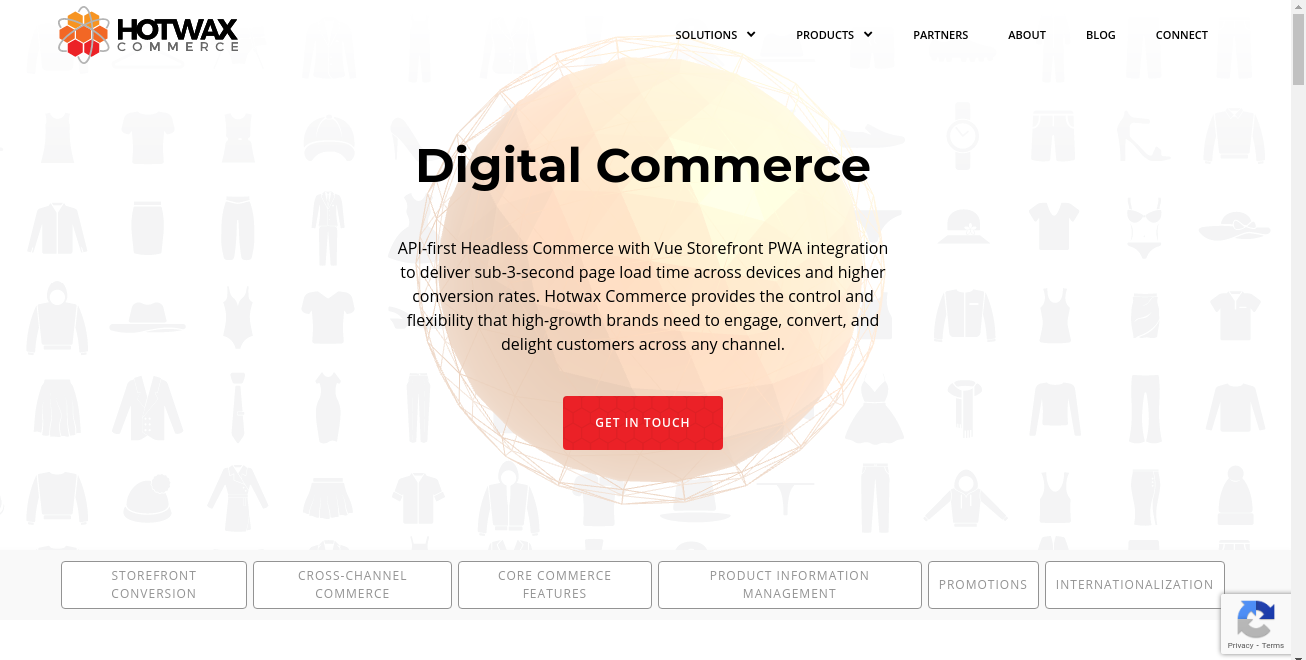 HOTWAX
COMMERCE
SOLUTIONS PRODUCTS PARTNERS ABOUT BLOG CONNECT
Digital Commerce
API-first Headless Commerce with Vue Storefront PWA integration
to deliver sub-3-second page load time across devices and higher
conversion rates. Hotwax Commerce provides the control and
flexibility that high-growth brands need to engage, convert, and
delight customers across any channel.
GET IN TOUCH
STOREFRONT
CONVERSION
CROSS-CHANNEL
COMMERCE
CORE COMMERCE
FEATURES
PRODUCT INFORMATION
MANAGEMENT
PROMOTIONS
INTERNATIONALIZATION
Privacy - Terms